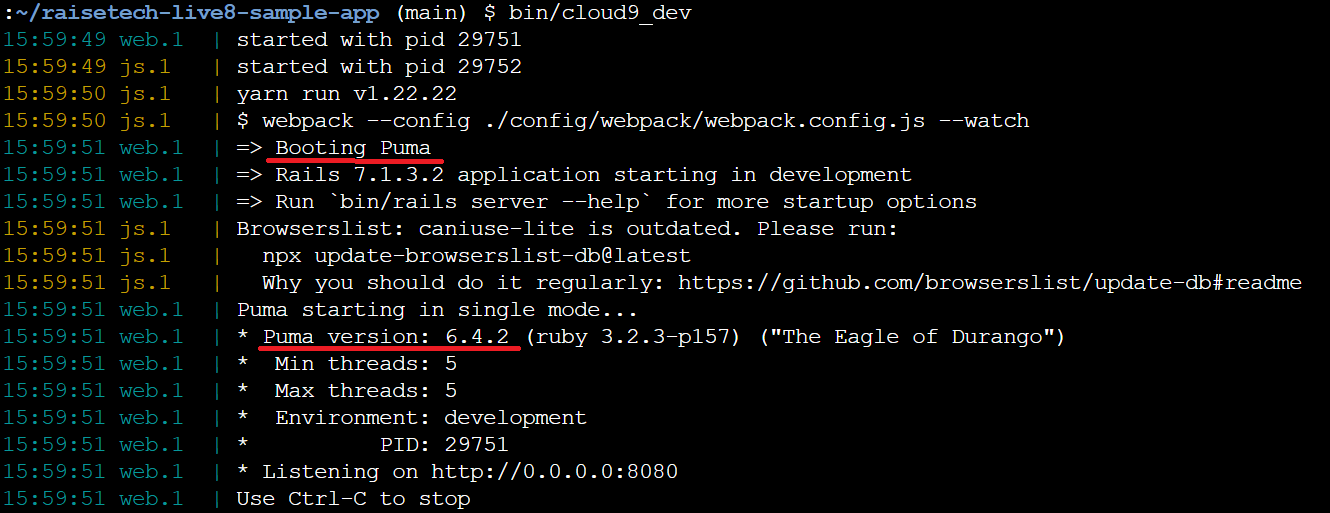 :~/raisetech-live8-sample-app (main) $ bin/cloud9_dev
15:59:49 web.1  | started with pid 29751
15:59:49 js.1   | started with pid 29752
15:59:50 js.1   | yarn run v1.22.22
15:59:50 js.1   | $ webpack --config ./config/webpack/webpack.config.js --watch
15:59:51 web.1  | => Booting Puma
15:59:51 web.1  | => Rails 7.1.3.2 application starting in development
15:59:51 web.1  | => Run `bin/rails server --help` for more startup options
15:59:51 js.1   | Browserslist: caniuse-lite is outdated. Please run:
15:59:51 js.1   |   npx update-browserslist-db@latest
15:59:51 js.1   |   Why you should do it regularly: https://github.com/browserslist/update-db#readme
15:59:51 web.1  | Puma starting in single mode...
15:59:51 web.1  | * Puma version: 6.4.2 (ruby 3.2.3-p157) ("The Eagle of Durango")
15:59:51 web.1  | *  Min threads: 5
15:59:51 web.1  | *  Max threads: 5
15:59:51 web.1  | *  Environment: development
15:59:51 web.1  | *          PID: 29751
15:59:51 web.1  | * Listening on http://0.0.0.0:8080
15:59:51 web.1  | Use Ctrl-C to stop